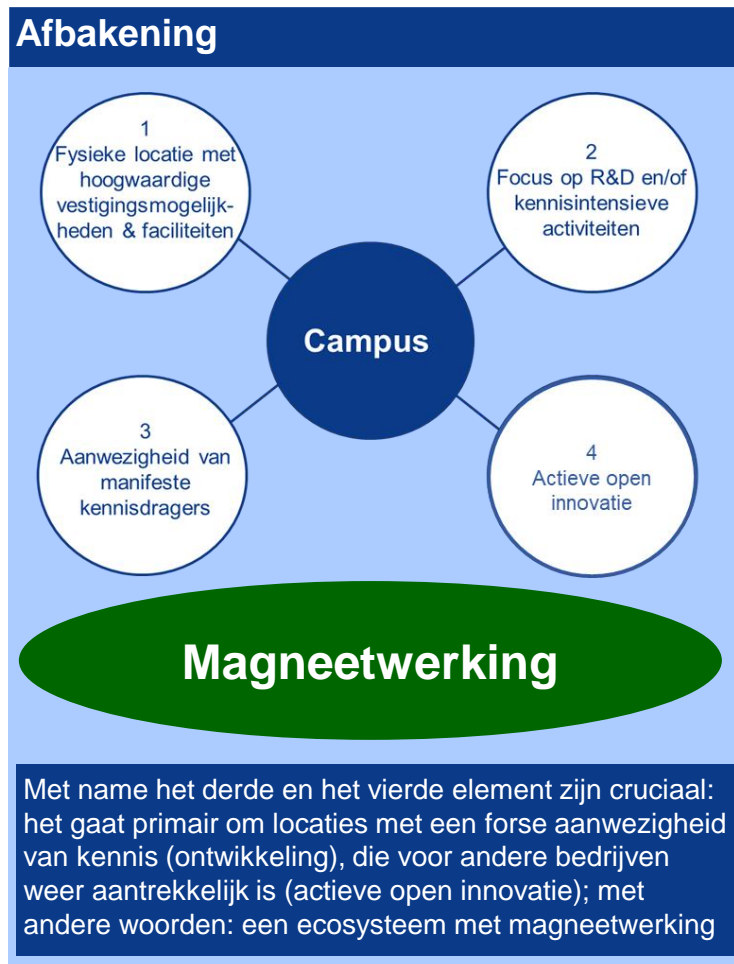 Afbakening
1
Fysieke locatie met
hoogwaardige
vestigingsmogelijk-
heden & faciliteiten
2
Focus op R&D en/of
kennisintensieve
activiteiten
Campus
3
Aanwezigheid van
manifeste
kennisdragers
4
Actieve open
innovatie
Magneetwerking
Met name het derde en het vierde element zijn cruciaal:
het gaat primair om locaties met een forse aanwezigheid
van kennis (ontwikkeling), die voor andere bedrijven
weer aantrekkelijk is (actieve open innovatie); met
andere woorden: een ecosysteem met magneetwerking